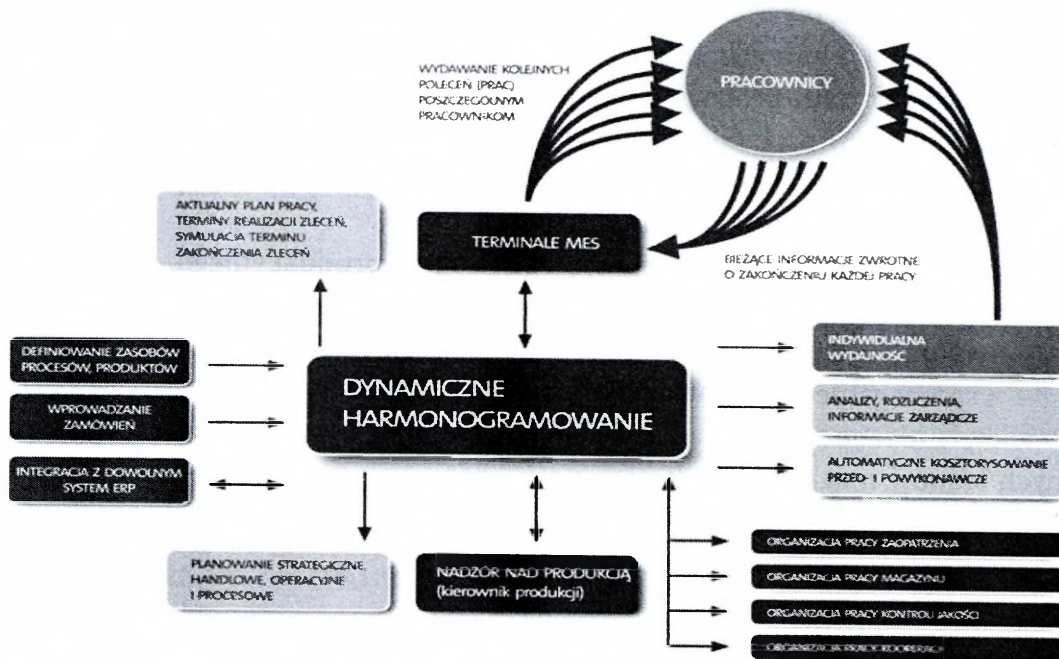 WYDAWANIE KOLEJNYCH
POLECEŃ (PRAC)
POSZCZEGÓLNYM
PRACOWNIKOM
PRACOWNICY
AKTUALNY PLAN PRACY,
TERMINY REALIZACJI ZLECEŃ,
SYMULACJA TERMINU
ZAKOŃCZENIA ZLECEŃ
TERMINALE MES
BIEŻĄCE INFORMACJE ZWROTNE
O ZAKOŃCZENIU KAŻDEJ PRACY
DEFINIOWANIE ZASOBÓW
PROCESÓW, PRODUKTÓW
WPROWADZANIE
ZAMÓWIEŃ
INTEGRACJA Z DOWOLNYM
SYSTEM ERP
DYNAMICZNE
HARMONOGRAMOWANIE
INDYWIDUALNA
WYDAJNOŚĆ
ANALIZY, ROZLICZENIA,
INFORMACJE ZARZĄDCZE
AUTOMATYCZNE KOSZTORYSOWANIE
PRZED- I POWYKONAWCZE
PLANOWANIE STRATEGICZNE,
HANDLOWE, OPERACYJNE
I PROCESOWE
NADZÓR NAD PRODUKCJĄ
(kierownik produkcji)
ORGANIZACJA PRACY ZAOPATRZENIA
ORGANIZACJA PRACY MAGAZYNU
ORGANIZACJA PRACY KONTROLI JAKOŚCI
ORGANIZACJA PRACY KOOPERACJI